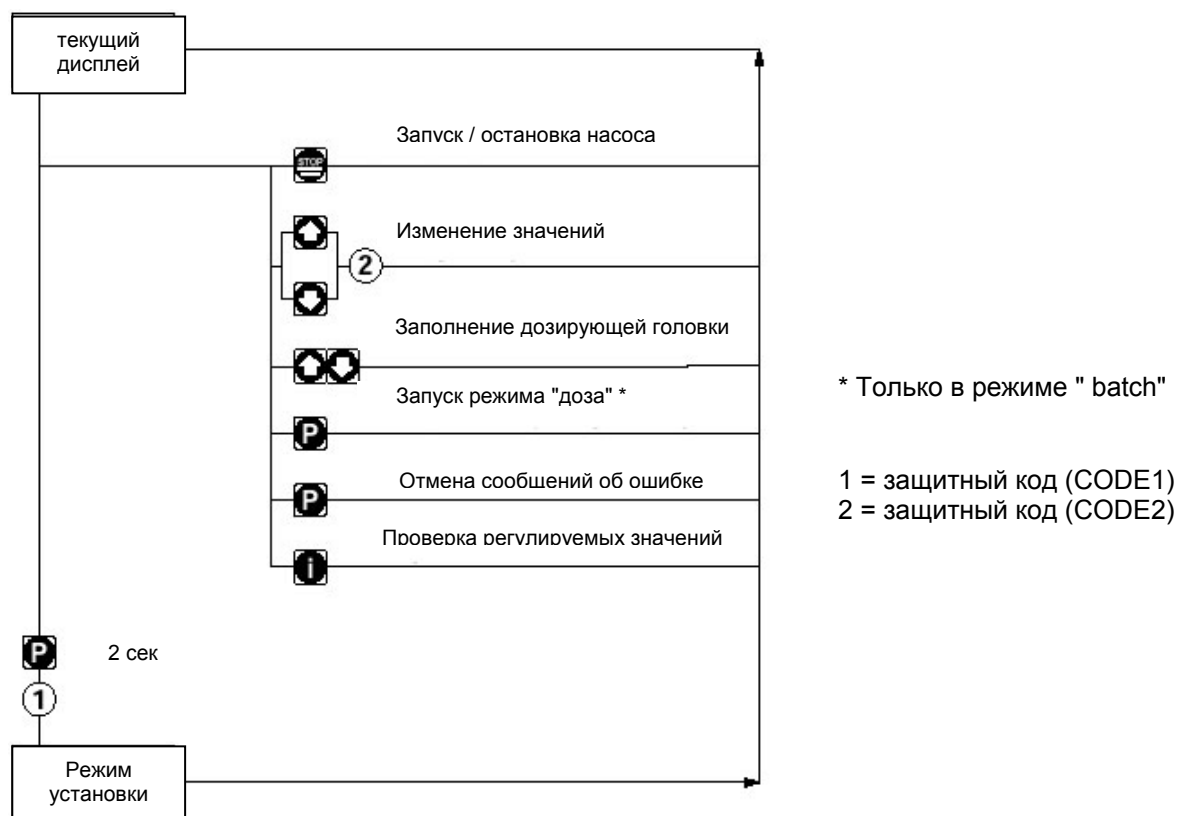 текущий
дисплей
Запуск / остановка насоса
STOP
Изменение значений
2
Заполнение дозирующей головки
Запуск режима "доза" *
P
Отмена сообщений об ошибке
P
Проверка регулируемых значений
i
P
2 сек
1
Режим
установки
* Только в режиме " batch"
1 = защитный код (CODE1)
2 = защитный код (CODE2)